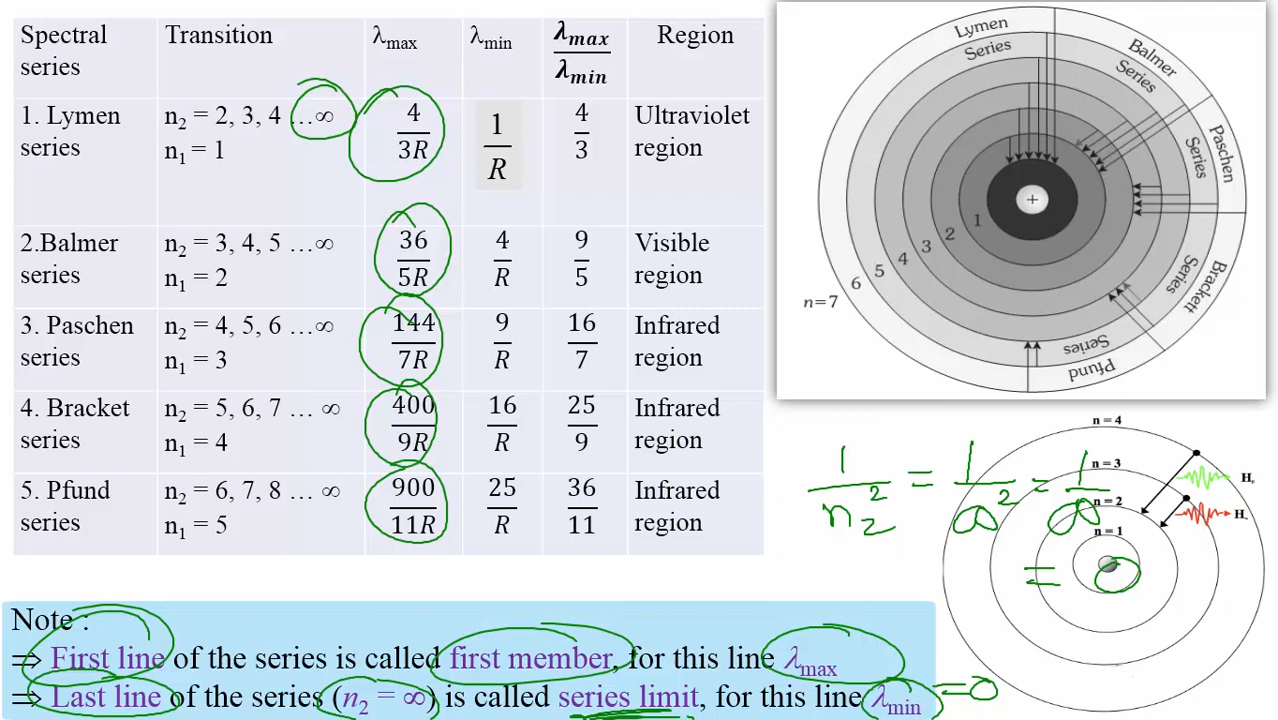 Spectral series Transition λmax λmin λmax/λmin Region
1. Lymen series n₂ = 2, 3, 4 …∞ n₁ = 1 4/3R 1/R 4/3 Ultraviolet region
2.Balmer series n₂ = 3, 4, 5 …∞ n₁ = 2 36/5R 4/R 9/5 Visible region
3. Paschen series n₂ = 4, 5, 6 …∞ n₁ = 3 144/7R 9/R 16/7 Infrared region
4. Bracket series n₂ = 5, 6, 7 … ∞ n₁ = 4 400/9R 16/R 25/9 Infrared region
5. Pfund series n₂ = 6, 7, 8 … ∞ n₁ = 5 900/11R 25/R 36/11 Infrared region
Note :
⇒ First line of the series is called first member, for this line λmax
⇒ Last line of the series (n₂ = ∞) is called series limit, for this line λmin =0
Lymen Series
Balmer Series
Paschen Series
Brackett Series
Pfund Series
+
1
2
3
4
5
6
n=7
n = 4
n = 3
n = 2
n = 1
1/n₂² = 1/∞² = 1/∞
= 0